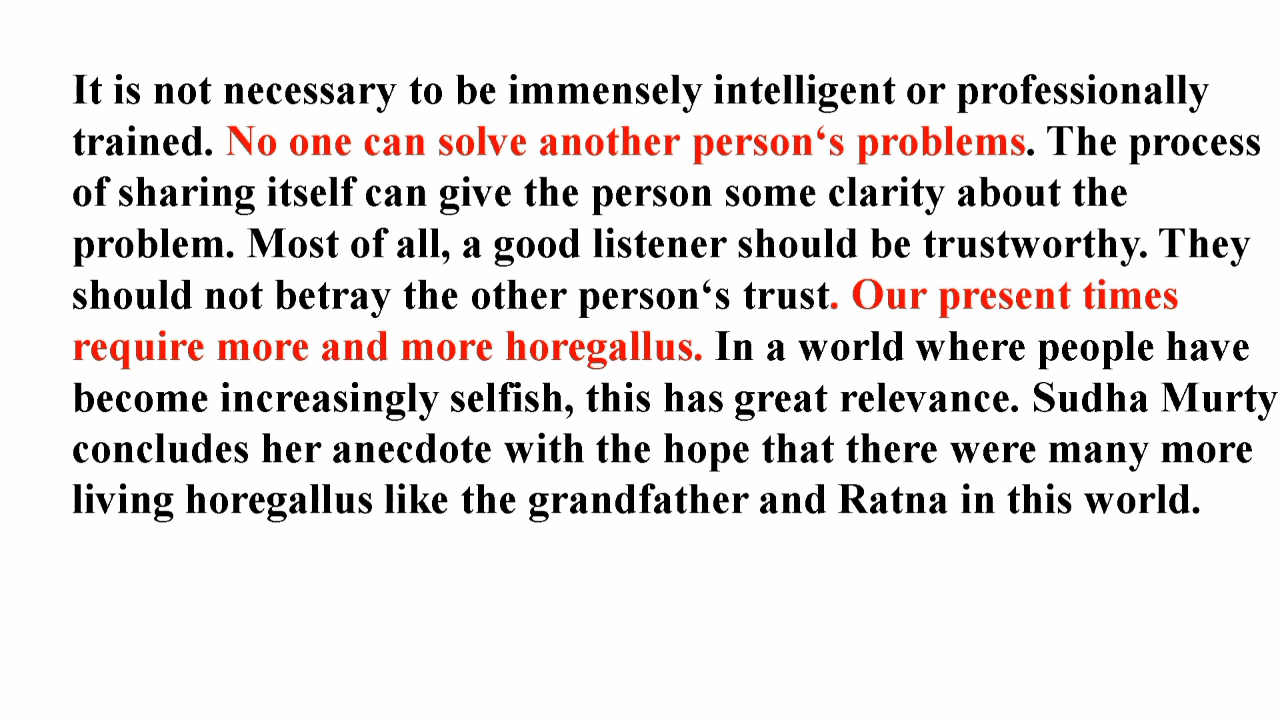 It is not necessary to be immensely intelligent or professionally
trained. No one can solve another person‘s problems. The process
of sharing itself can give the person some clarity about the
problem. Most of all, a good listener should be trustworthy. They
should not betray the other person‘s trust. Our present times
require more and more horegallus. In a world where people have
become increasingly selfish, this has great relevance. Sudha Murty
concludes her anecdote with the hope that there were many more
living horegallus like the grandfather and Ratna in this world.